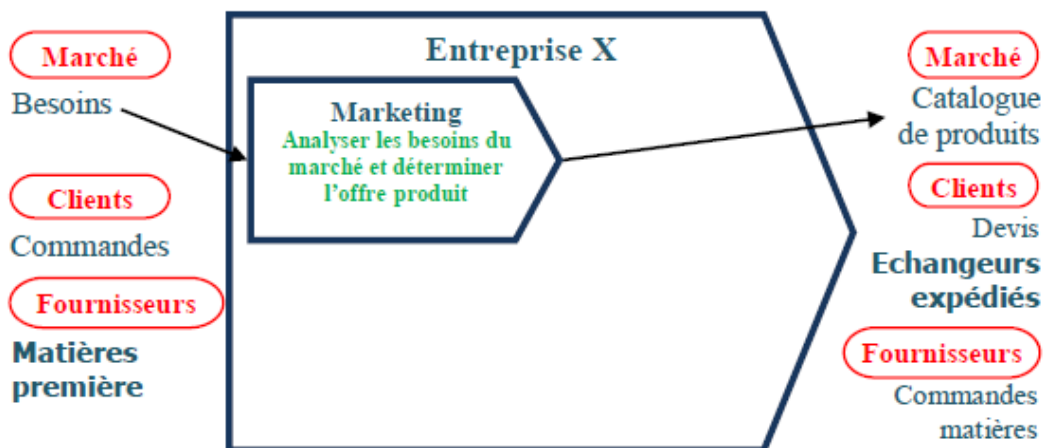 Marché
Besoins
Clients
Commandes
Fournisseurs
Matières
première
Entreprise X
Marketing
Analyser les besoins du
marché et déterminer
l’offre produit
Marché
Catalogue
de produits
Clients
Devis
Echangeurs
expédiés
Fournisseurs
Commandes
matières